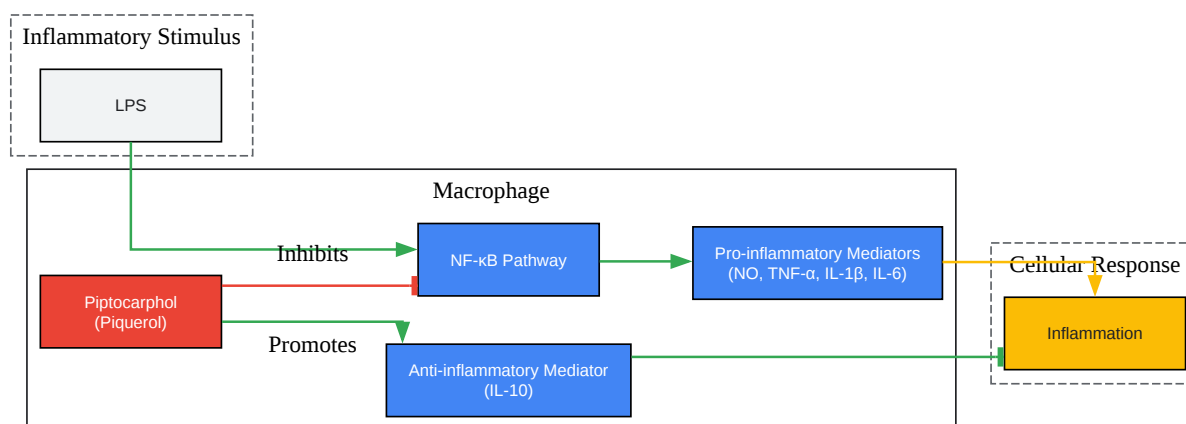 Inflammatory Stimulus
LPS
Macrophage
Inhibits
NF-κB Pathway
Pro-inflammatory Mediators
(NO, TNF-α, IL-1β, IL-6)
Cellular Response
Piptocarphol
(Piquerol)
Promotes
Anti-inflammatory Mediator
(IL-10)
Inflammation